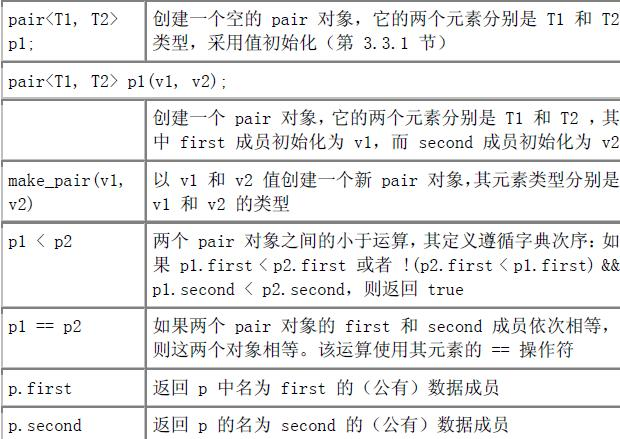 pair<T1, T2>
p1;
创建一个空的 pair 对象,它的两个元素分别是 T1 和 T2
类型,采用值初始化(第 3.3.1 节)
pair<T1, T2> p1(v1, v2);
创建一个 pair 对象,它的两个元素分别是 T1 和 T2 ,其
中 first 成员初始化为 v1,而 second 成员初始化为 v2
make_pair(v1,
v2)
以 v1 和 v2 值创建一个新 pair 对象,其元素类型分别是
v1 和 v2 的类型
p1 < p2
两个 pair 对象之间的小于运算,其定义遵循字典次序:如
果 p1.first < p2.first 或者 !(p2.first < p1.first) &&
p1.second < p2.second,则返回 true
p1 == p2
如果两个 pair 对象的 first 和 second 成员依次相等,
则这两个对象相等。该运算使用其元素的 == 操作符
p.first
返回 p 中名为 first 的(公有)数据成员
p.second
返回 p 的名为 second 的(公有)数据成员